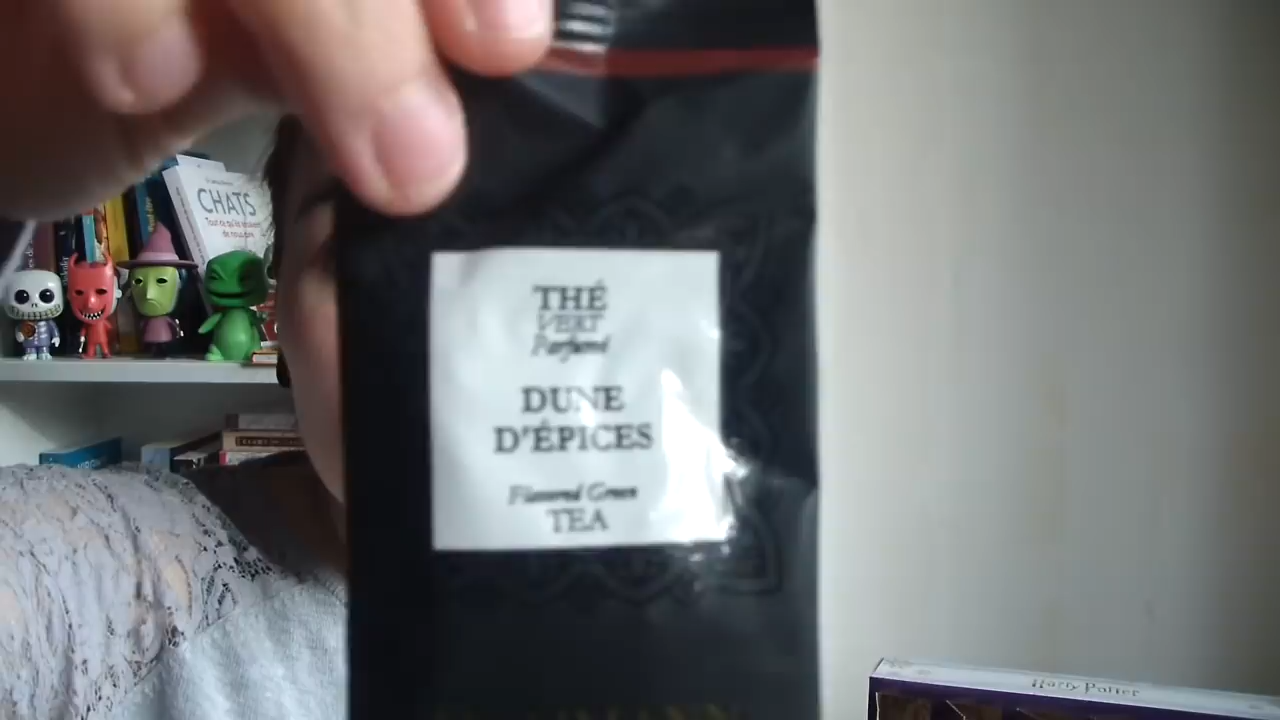 CHATS
THÉ
VERT
Parfumé
DUNE
D'ÉPICES
Flavored Green
TEA
Harry Potter